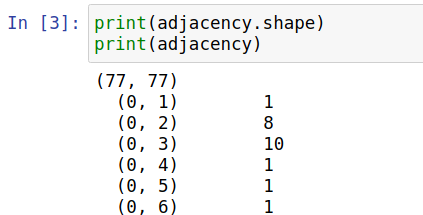 In [3]: print(adjacency.shape)
print(adjacency)
(77, 77)
(0, 1) 1
(0, 2) 8
(0, 3) 10
(0, 4) 1
(0, 5) 1
(0, 6) 1